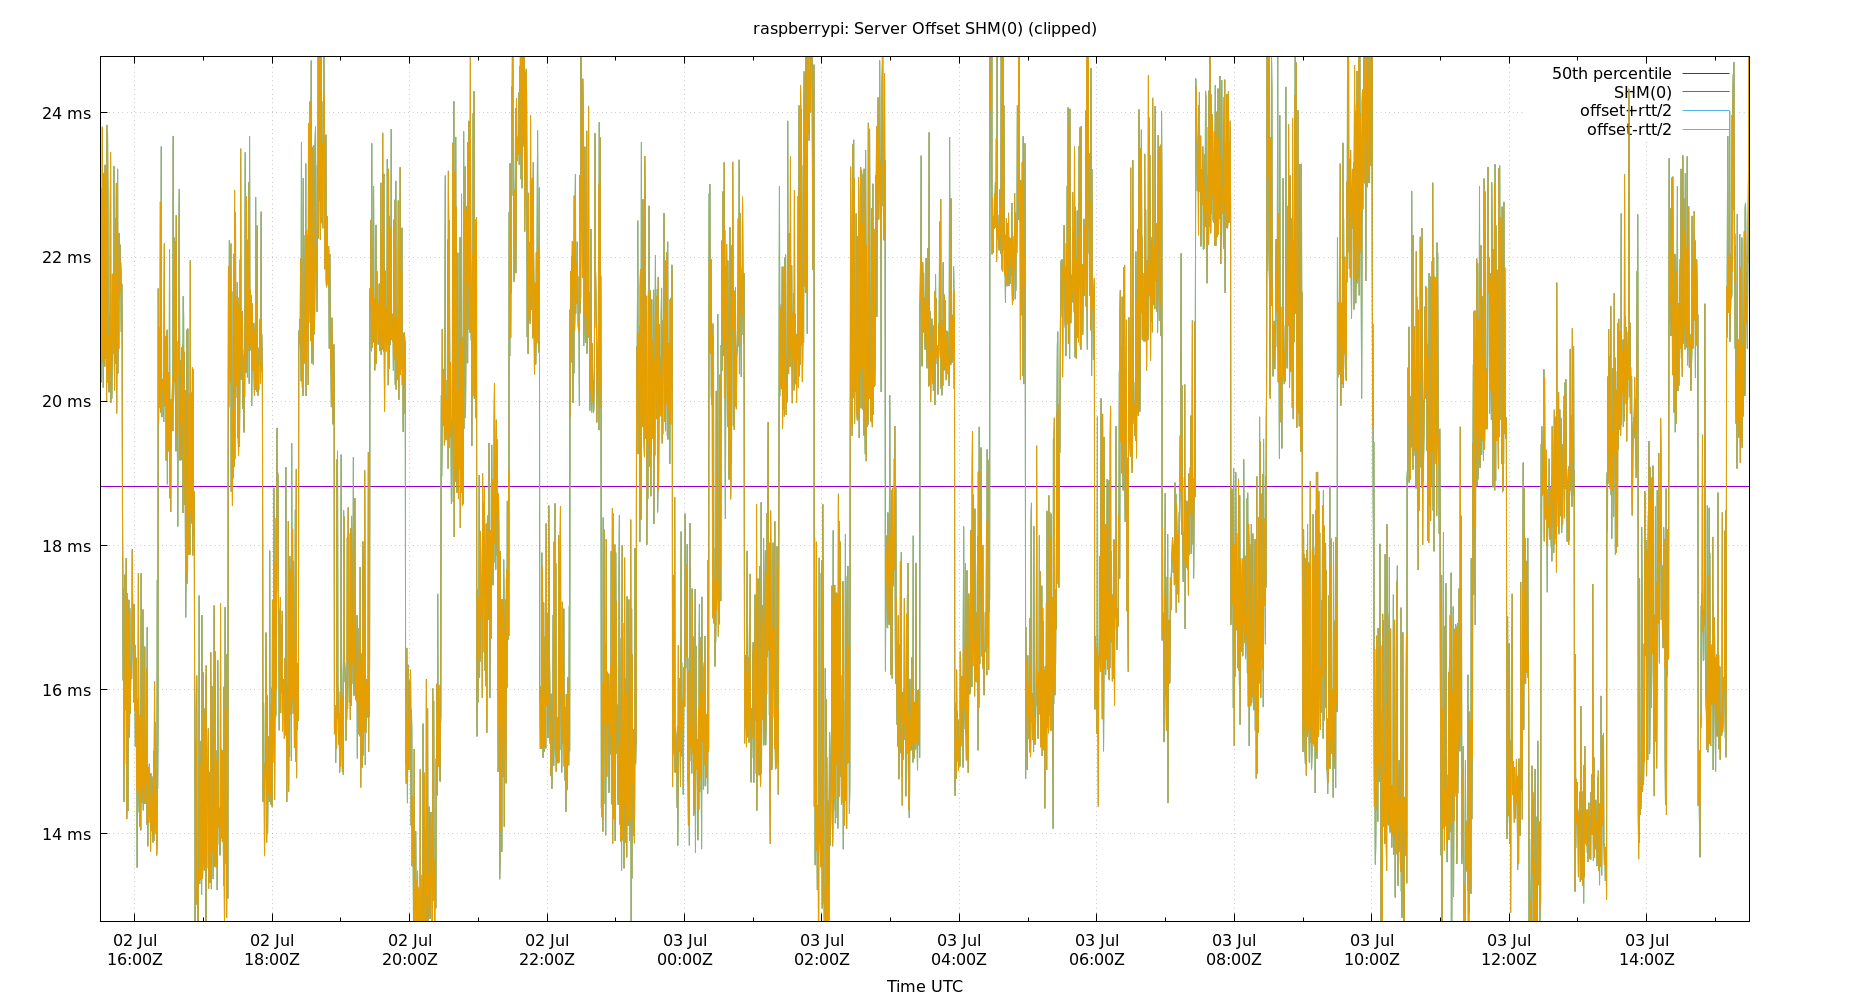 raspberrypi: Server Offset SHM(0) (clipped)
50th percentile
SHM(0)
offset+rtt/2
offset-rtt/2
24 ms
22 ms
20 ms
18 ms
16 ms
14 ms
02 Jul 02 Jul 02 Jul 02 Jul 03 Jul 03 Jul 03 Jul 03 Jul 03 Jul 03 Jul 03 Jul 03 Jul
16:00Z 18:00Z 20:00Z 22:00Z 00:00Z 02:00Z 04:00Z 06:00Z 08:00Z 10:00Z 12:00Z 14:00Z
Time UTC